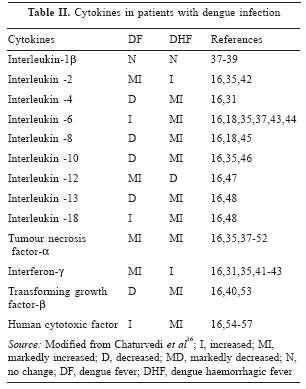 Table II. Cytokines in patients with dengue infection
Cytokines DF DHF References
Interleukin-1β N N 37-39
Interleukin -2 MI I 16,35,42
Interleukin -4 D MI 16,31
Interleukin -6 I MI 16,18,35,37,43,44
Interleukin -8 D MI 16,18,45
Interleukin -10 D MI 16,35,46
Interleukin -12 MI D 16,47
Interleukin -13 D MI 16,48
Interleukin -18 I MI 16,48
Tumour necrosis MI MI 16,35,37-52
factor-α
Interferon-γ MI I 16,31,35,41-43
Transforming growth D MI 16,40,53
factor-β
Human cytotoxic factor I MI 16,54-57
Source: Modified from Chaturvedi et al16; I, increased; MI,
markedly increased; D, decreased; MD, markedly decreased; N,
no change; DF, dengue fever; DHF, dengue haemorrhagic fever